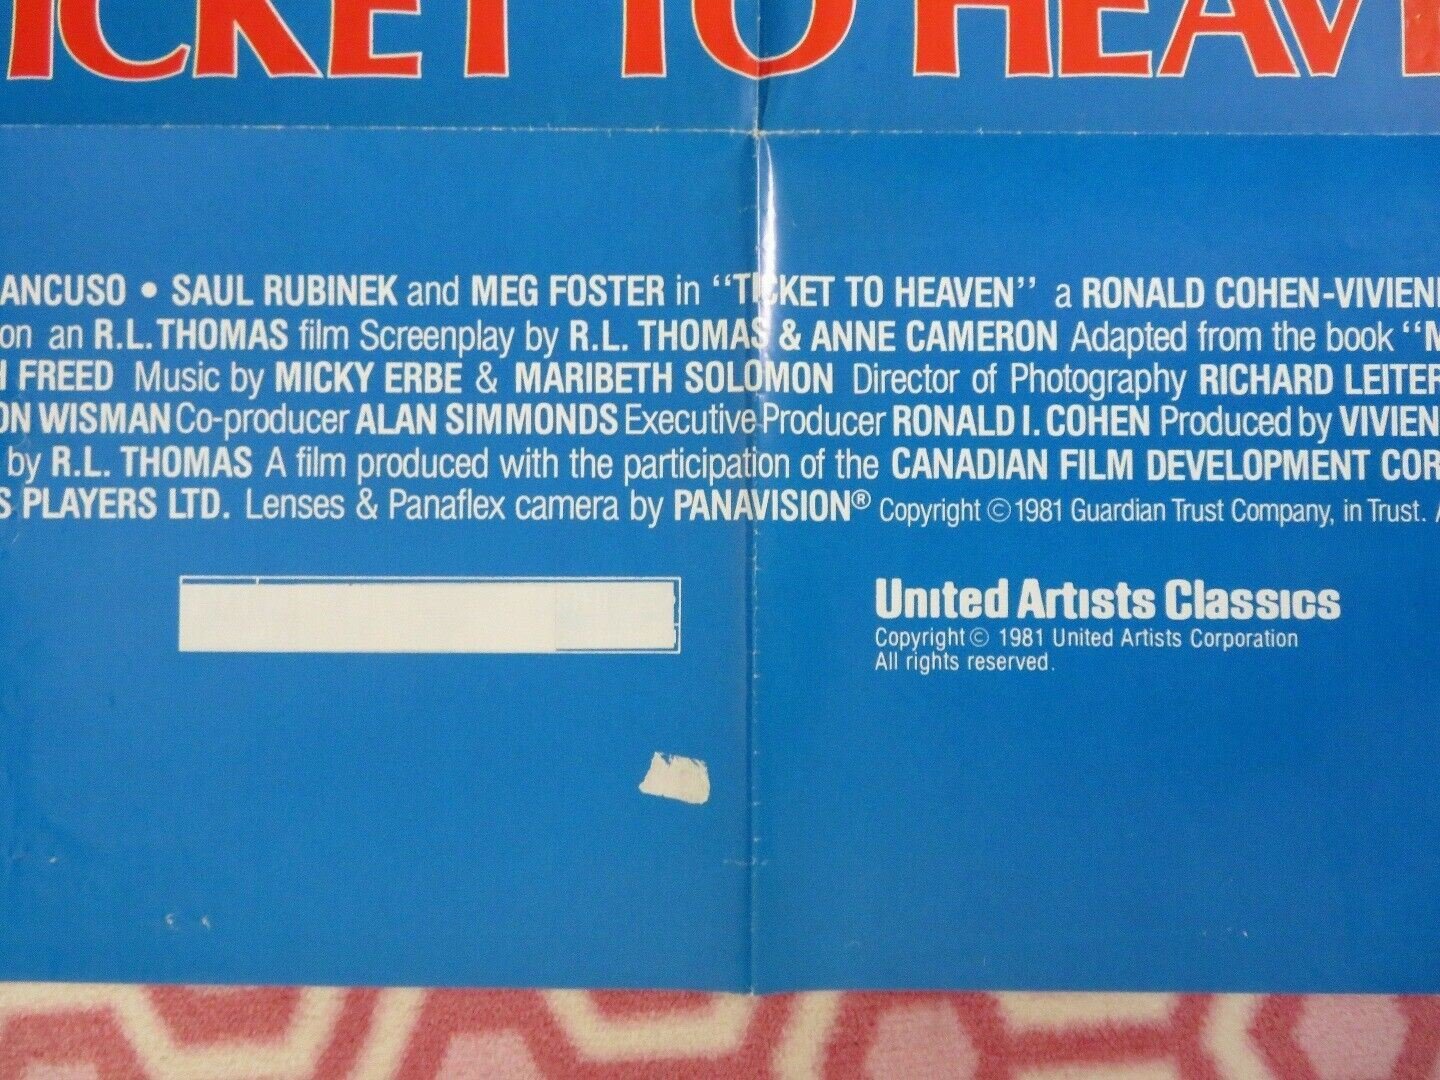 ICKET TO HEAV
ANCUSO • SAUL RUBINEK and MEG FOSTER in "TICKET TO HEAVEN" a RONALD COHEN-VIVIEN
on an R.L. THOMAS film Screenplay by R.L. THOMAS & ANNE CAMERON Adapted from the book "M
H FREED Music by MICKY ERBE & MARIBETH SOLOMON Director of Photography RICHARD LEITER
ON WISMAN Co-producer ALAN SIMMONDS Executive Producer RONALD I. COHEN Produced by VIVIEN
by R.L. THOMAS A film produced with the participation of the CANADIAN FILM DEVELOPMENT COR
S PLAYERS LTD. Lenses & Panaflex camera by PANAVISION® Copyright © 1981 Guardian Trust Company, in Trust. A
United Artists Classics
Copyright © 1981 United Artists Corporation
All rights reserved.